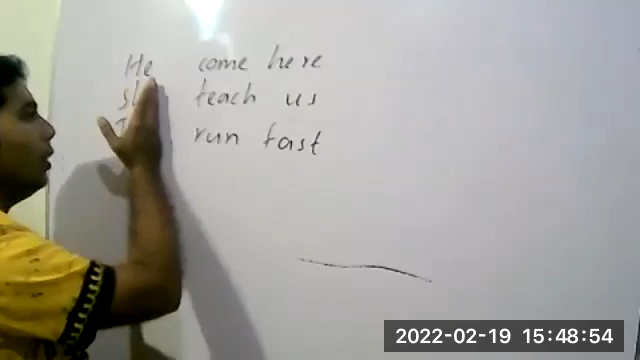 He come here
teach us
run fast
2022-02-19 15:48:54